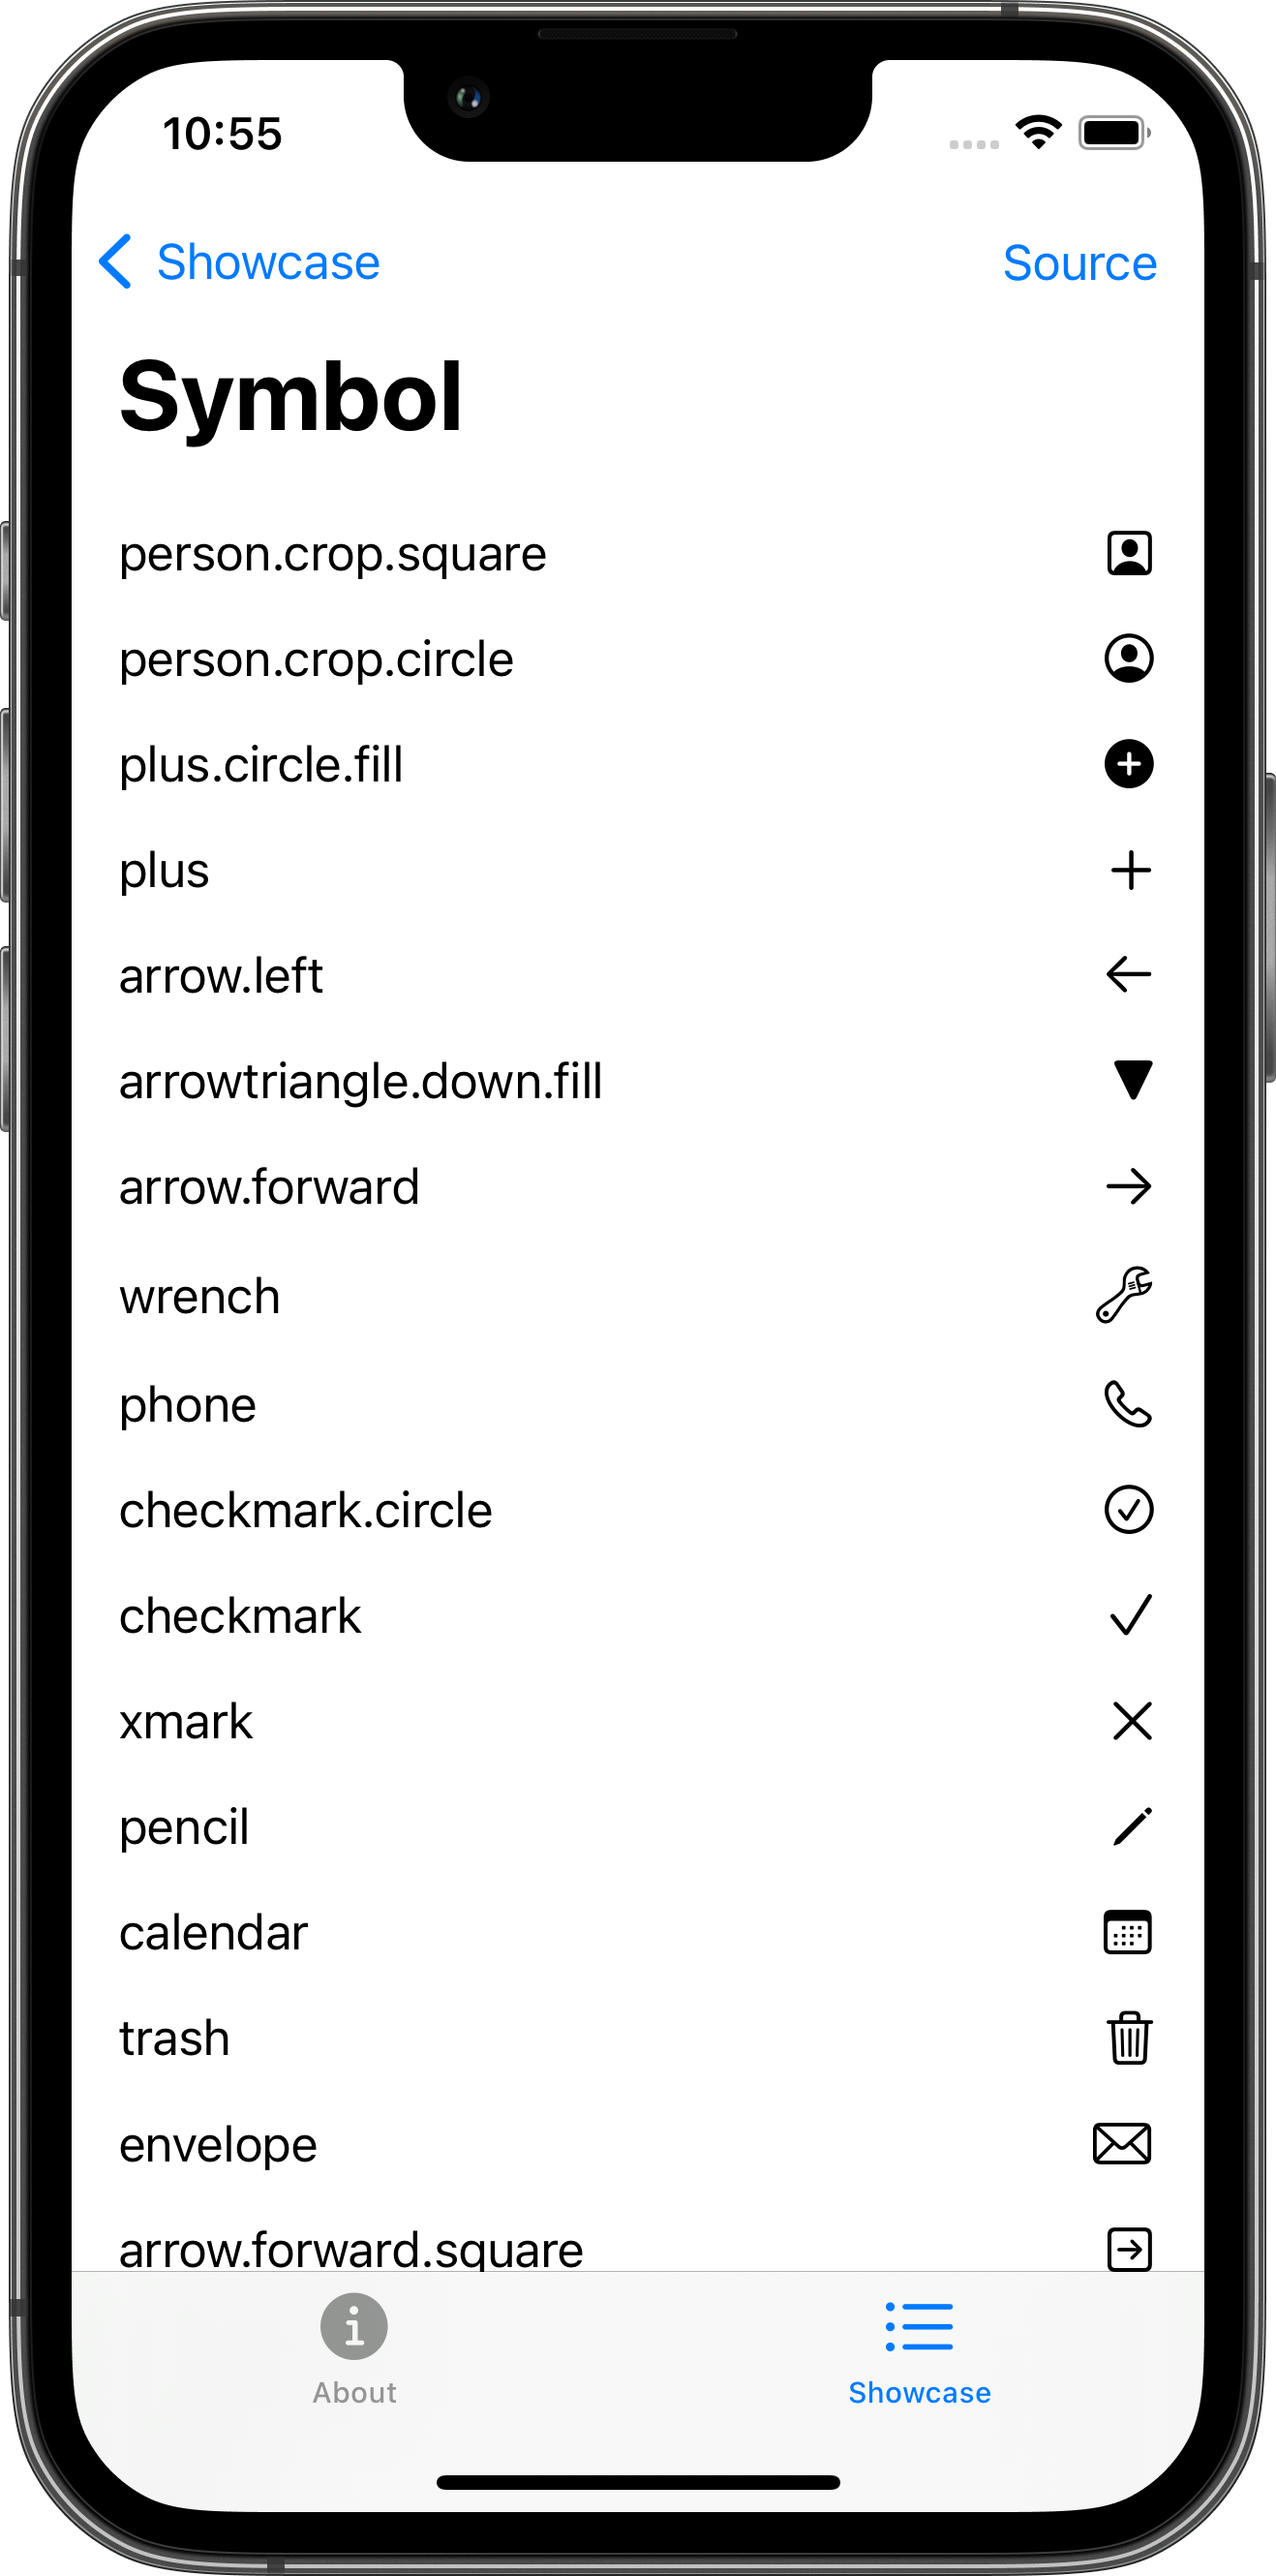 10:55
Showcase
Source
Symbol
person.crop.square
person.crop.circle
plus.circle.fill
plus
arrow.left
arrowtriangle.down.fill
arrow.forward
wrench
phone
checkmark.circle
checkmark
xmark
pencil
calendar
trash
envelope
arrow.forward.square
About
Showcase